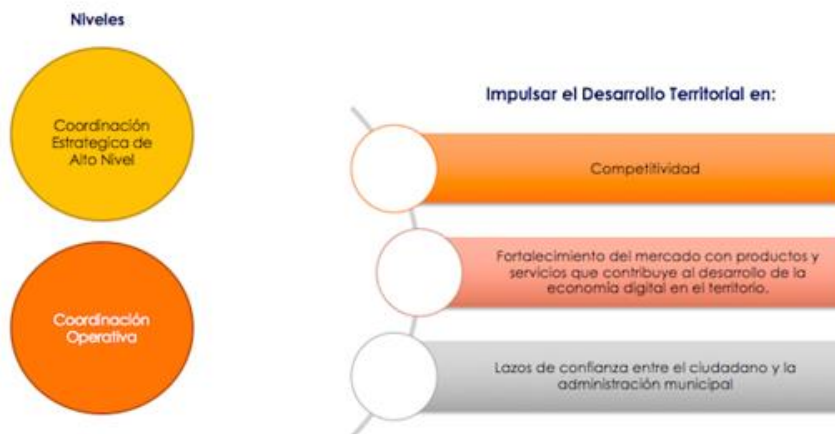 Niveles
Coordinación
Estrategica de
Alto Nivel
Coordinación
Operativa
Impulsar el Desarrollo Territorial en:
Competitividad
Fortalecimiento del mercado con productos y
servicios que contribuye al desarrollo de la
economía digital en el territorio.
Lazos de confianza entre el ciudadano y la
administración municipal